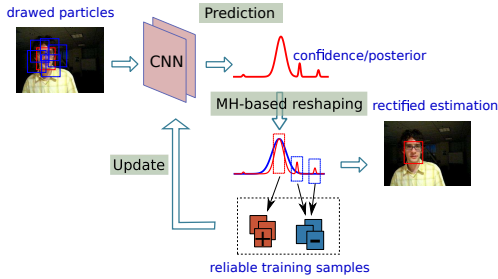 drawed particles
Prediction
CNN
confidence/posterior
MH-based reshaping
rectified estimation
Update
+
-
reliable training samples